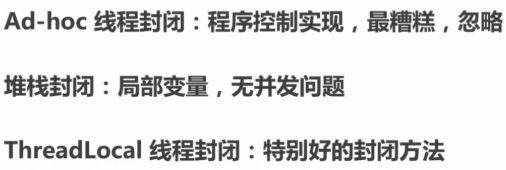 Ad-hoc 线程封闭：程序控制实现，最糟糕，忽略
堆栈封闭：局部变量，无并发问题
ThreadLocal 线程封闭：特别好的封闭方法